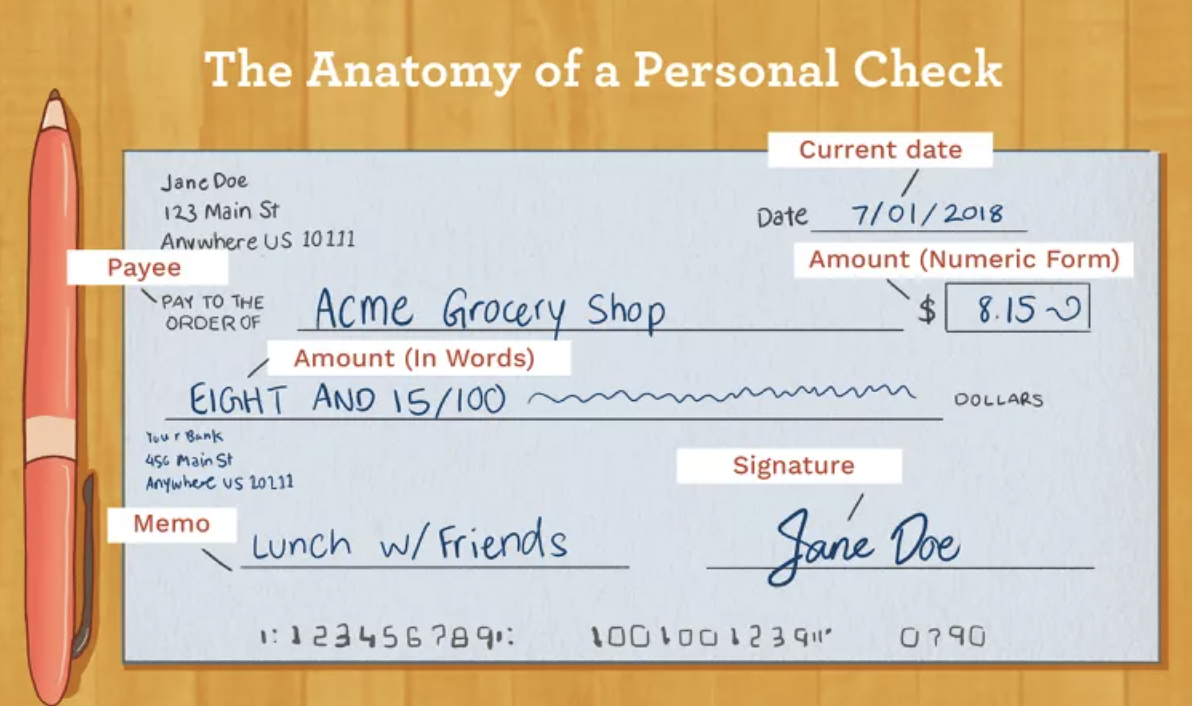 The Anatomy of a Personal Check
Current date
Jane Doe
123 Main St
Anywhere US 10111
Date 7/01/2018
Payee
Amount (Numeric Form)
PAY TO THE
ORDER OF
Acme Grocery Shop
$ 8.15
Amount (In Words)
EIGHT AND 15/100
DOLLARS
Your Bank
456 Main St
Anywhere US 20211
Signature
Memo
Lunch w/ Friends
Jane Doe
⑆123456789⑆ 1001001239⑈ 0790